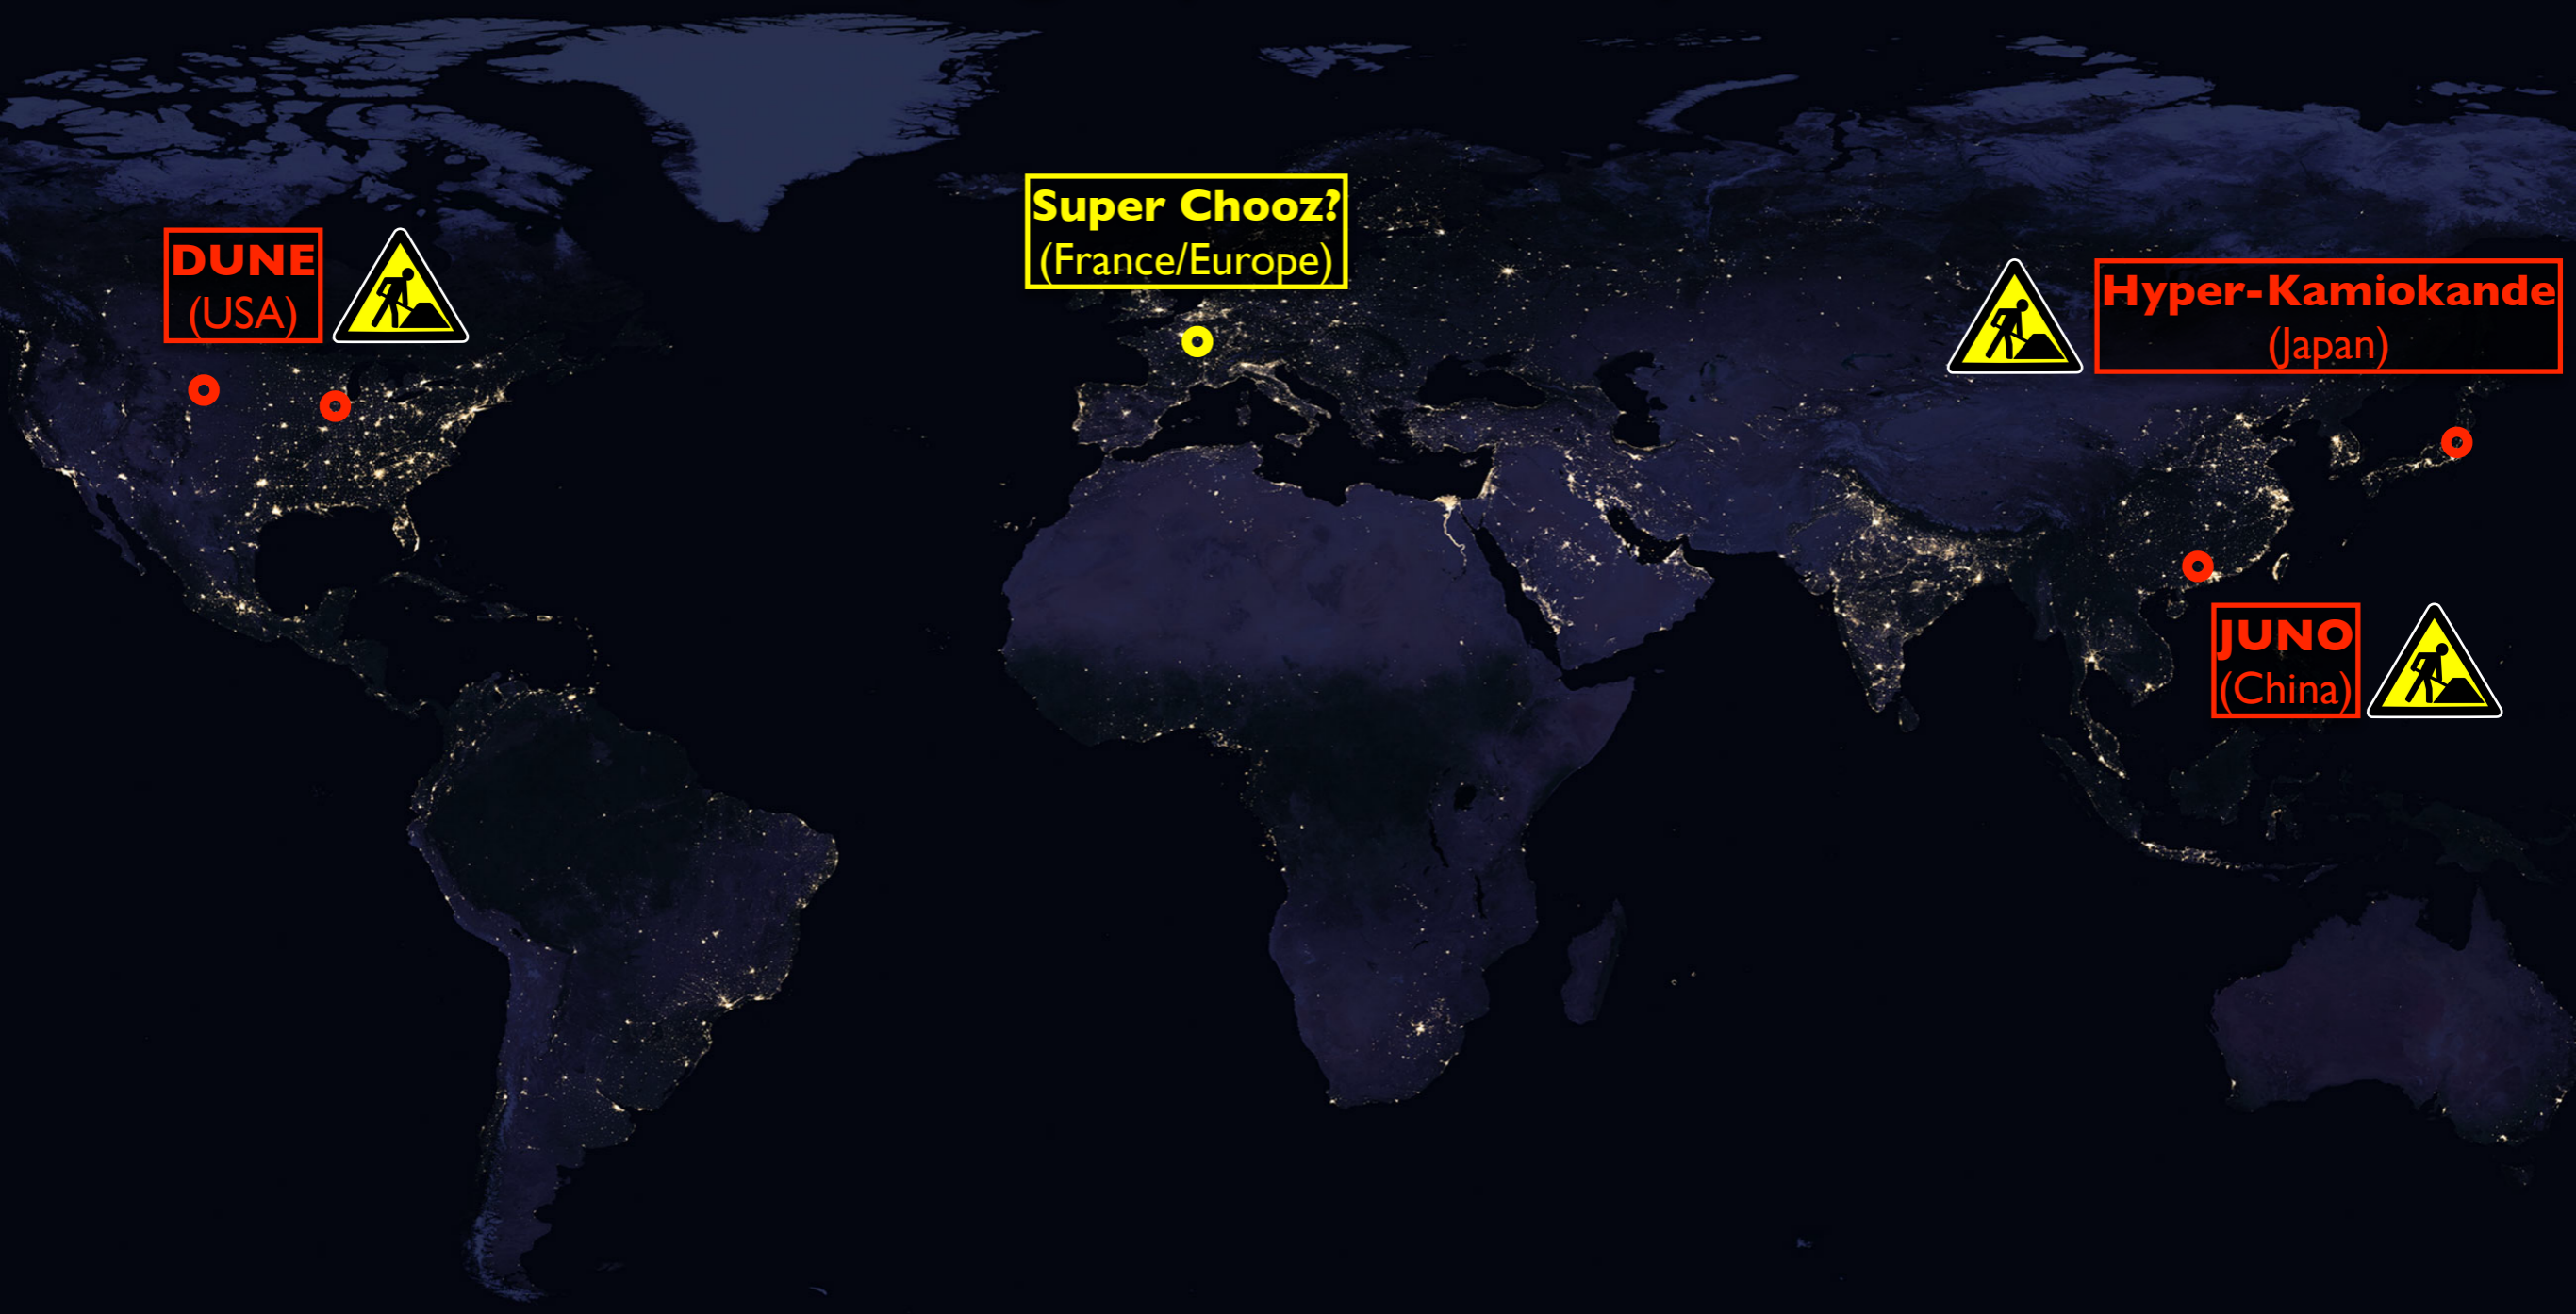 Super Chooz?
(France/Europe)
DUNE
(USA)
Hyper-Kamiokande
(Japan)
JUNO
(China)